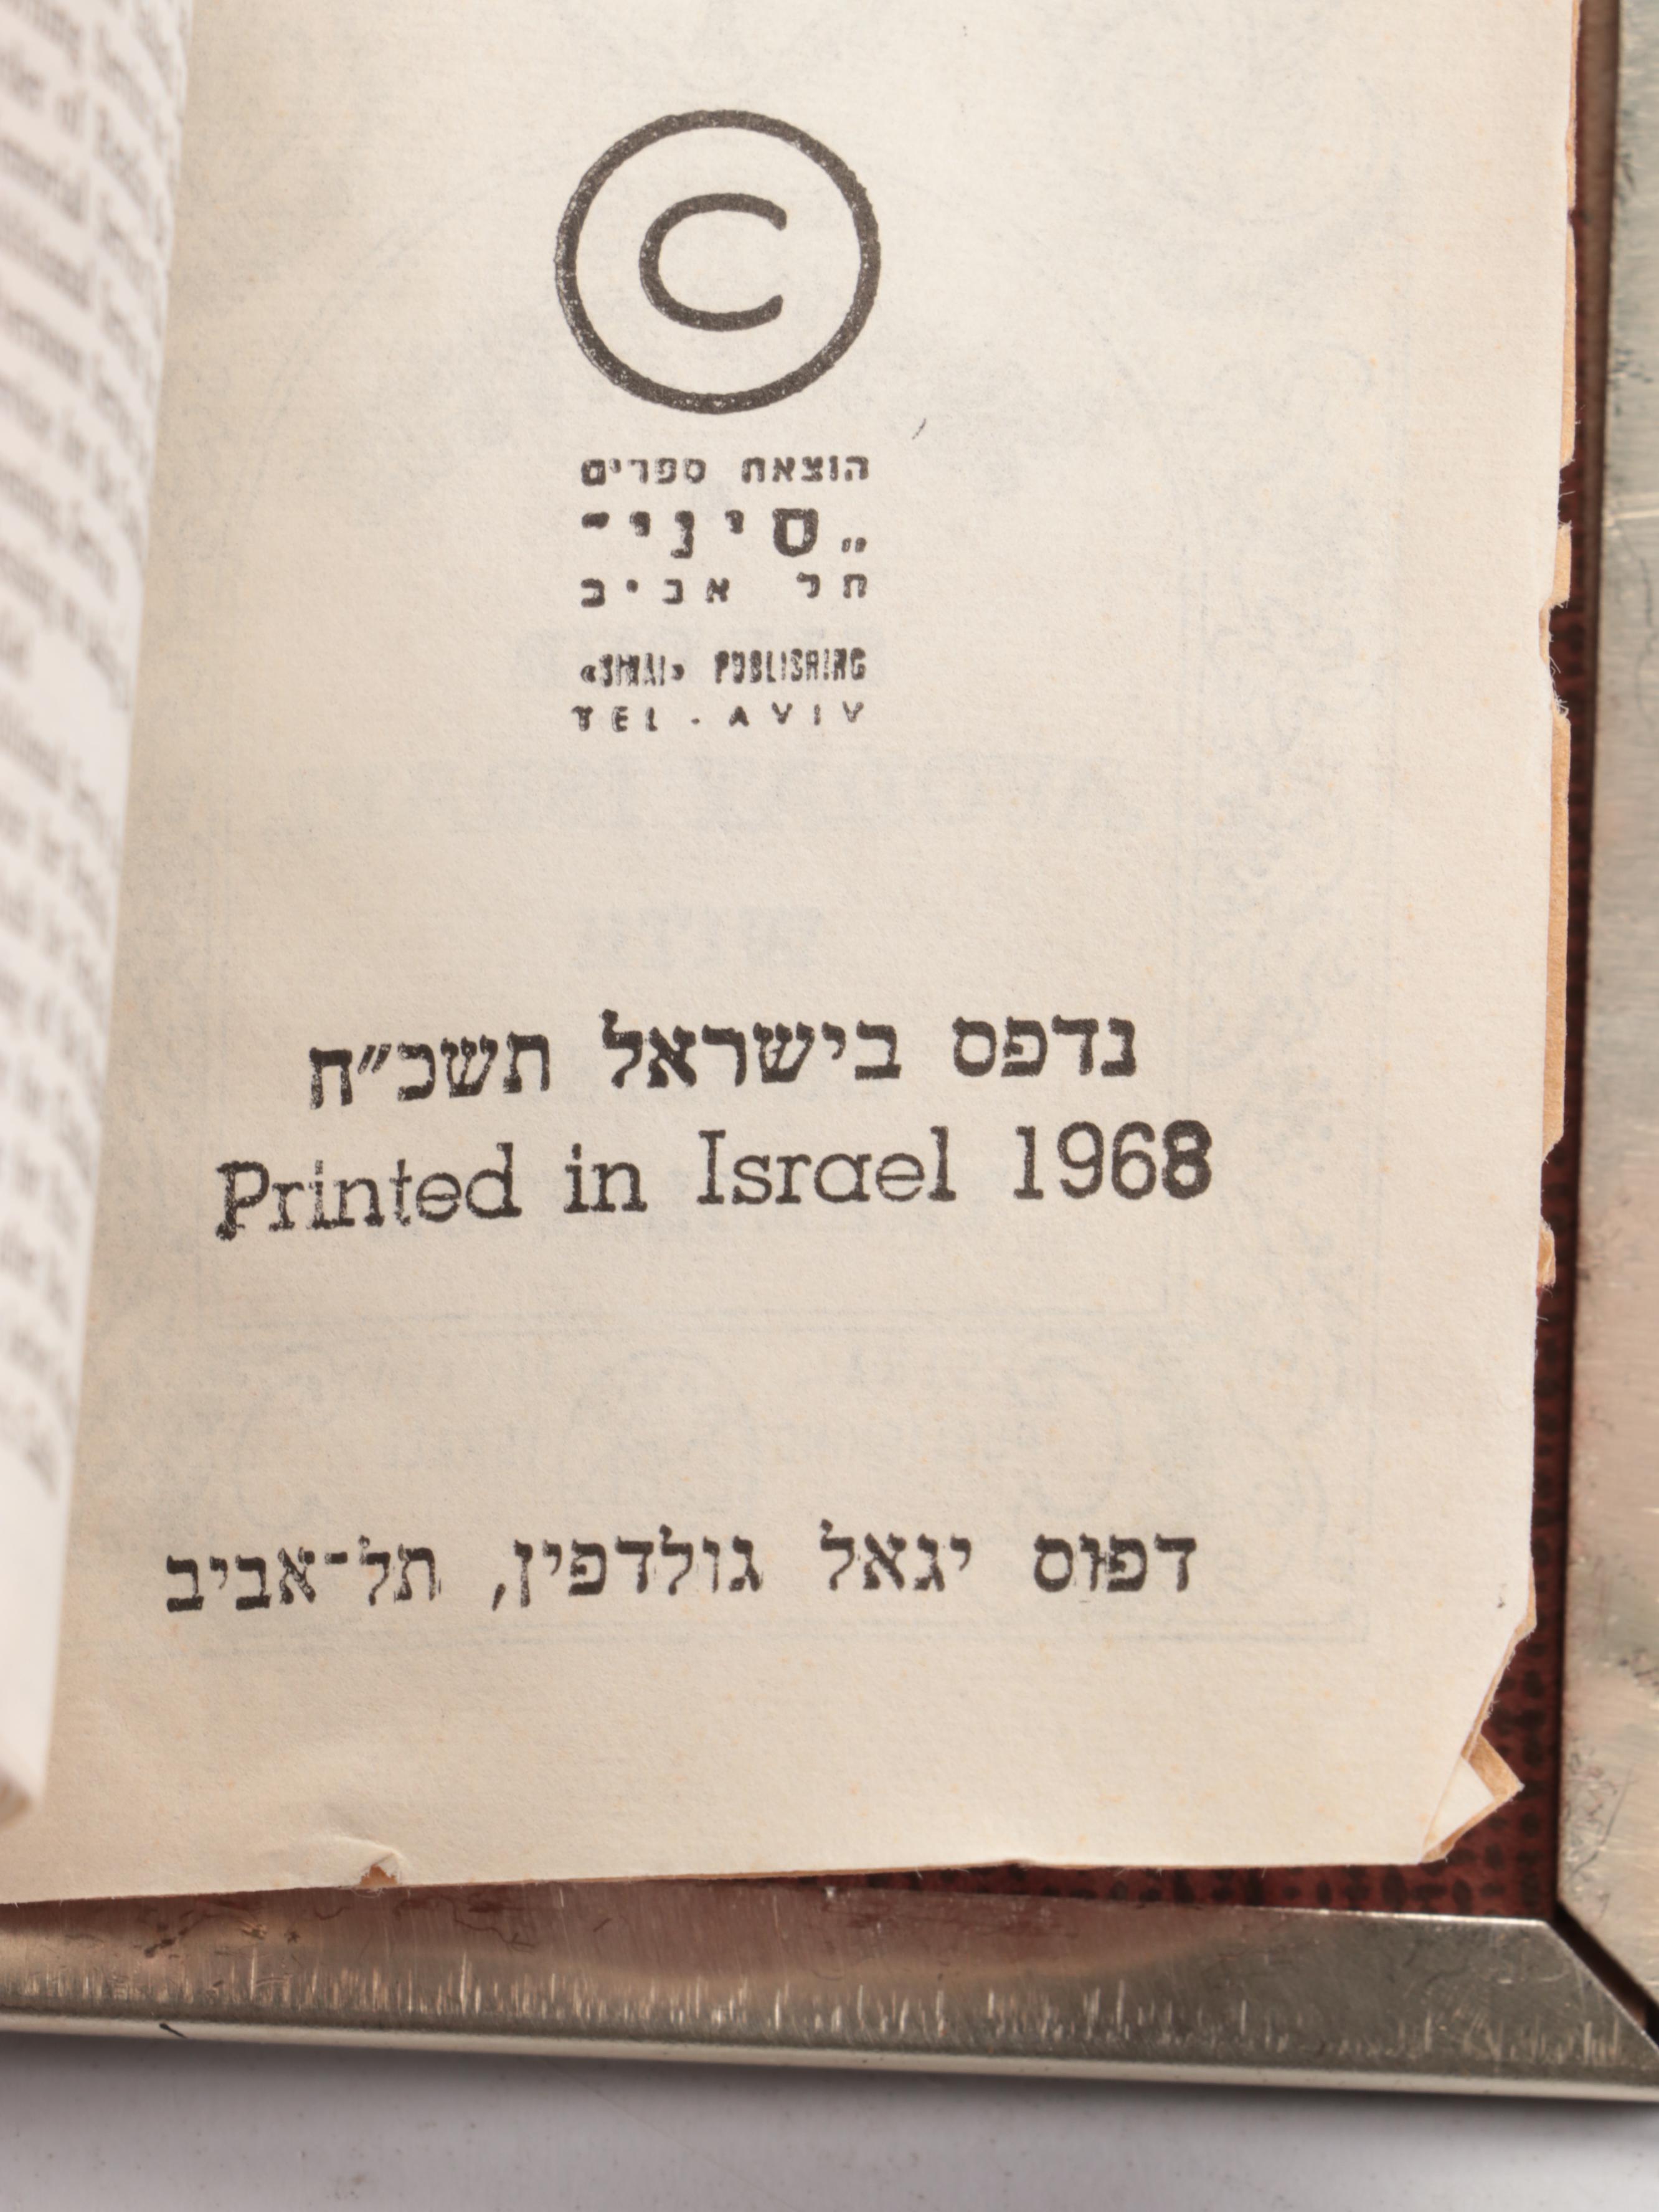 ©
הוצאת ספרים
„סיני־
תל אביב
«SINAI» PUBLISHING
TEL-AVIV
נדפס בישראל תשכ״ח
Printed in Israel 1968
דפוס יגאל גולדפין, תל־אביב